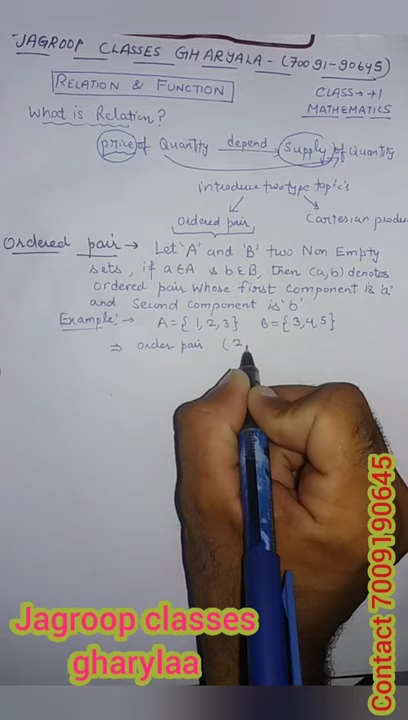 JAGROOP CLASSES GHARYALA - (70091-90645)
RELATION & FUNCTION
CLASS→+1
MATHEMATICS
What is Relation?
price of Quantity depend Supply of Quantity
introduce two type topic's
Ordered pair
Cartesian produc
Ordered pair → Let 'A' and 'B' two Non Empty
sets, if a∈A & b∈B, then (a,b) denotes
ordered pair whose first component is 'a'
and second component is 'b'
Example:→ A={1,2,3} B={3,4,5}
⇒ order pair (2,
Jagroop classes
gharylaa
Contact 7009190645